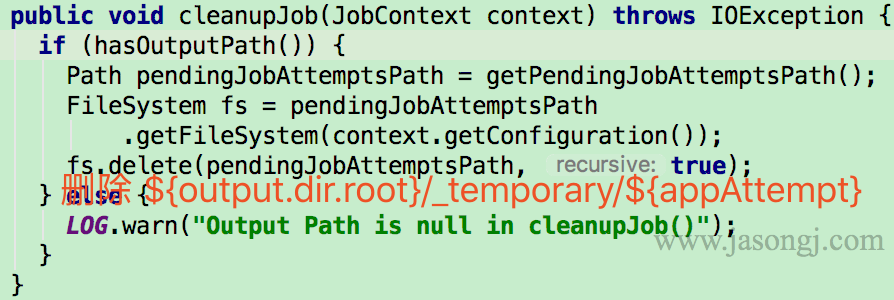 public void cleanupJob(JobContext context) throws IOException {
if (hasOutputPath()) {
Path pendingJobAttemptsPath = getPendingJobAttemptsPath();
FileSystem fs = pendingJobAttemptsPath
.getFileSystem(context.getConfiguration());
fs.delete(pendingJobAttemptsPath, recursive: true);
} else {
删除 ${output.dir.root}/_temporary/${appAttempt}
LOG.warn("Output Path is null in cleanupJob()");
www.jasongj.com
}
}